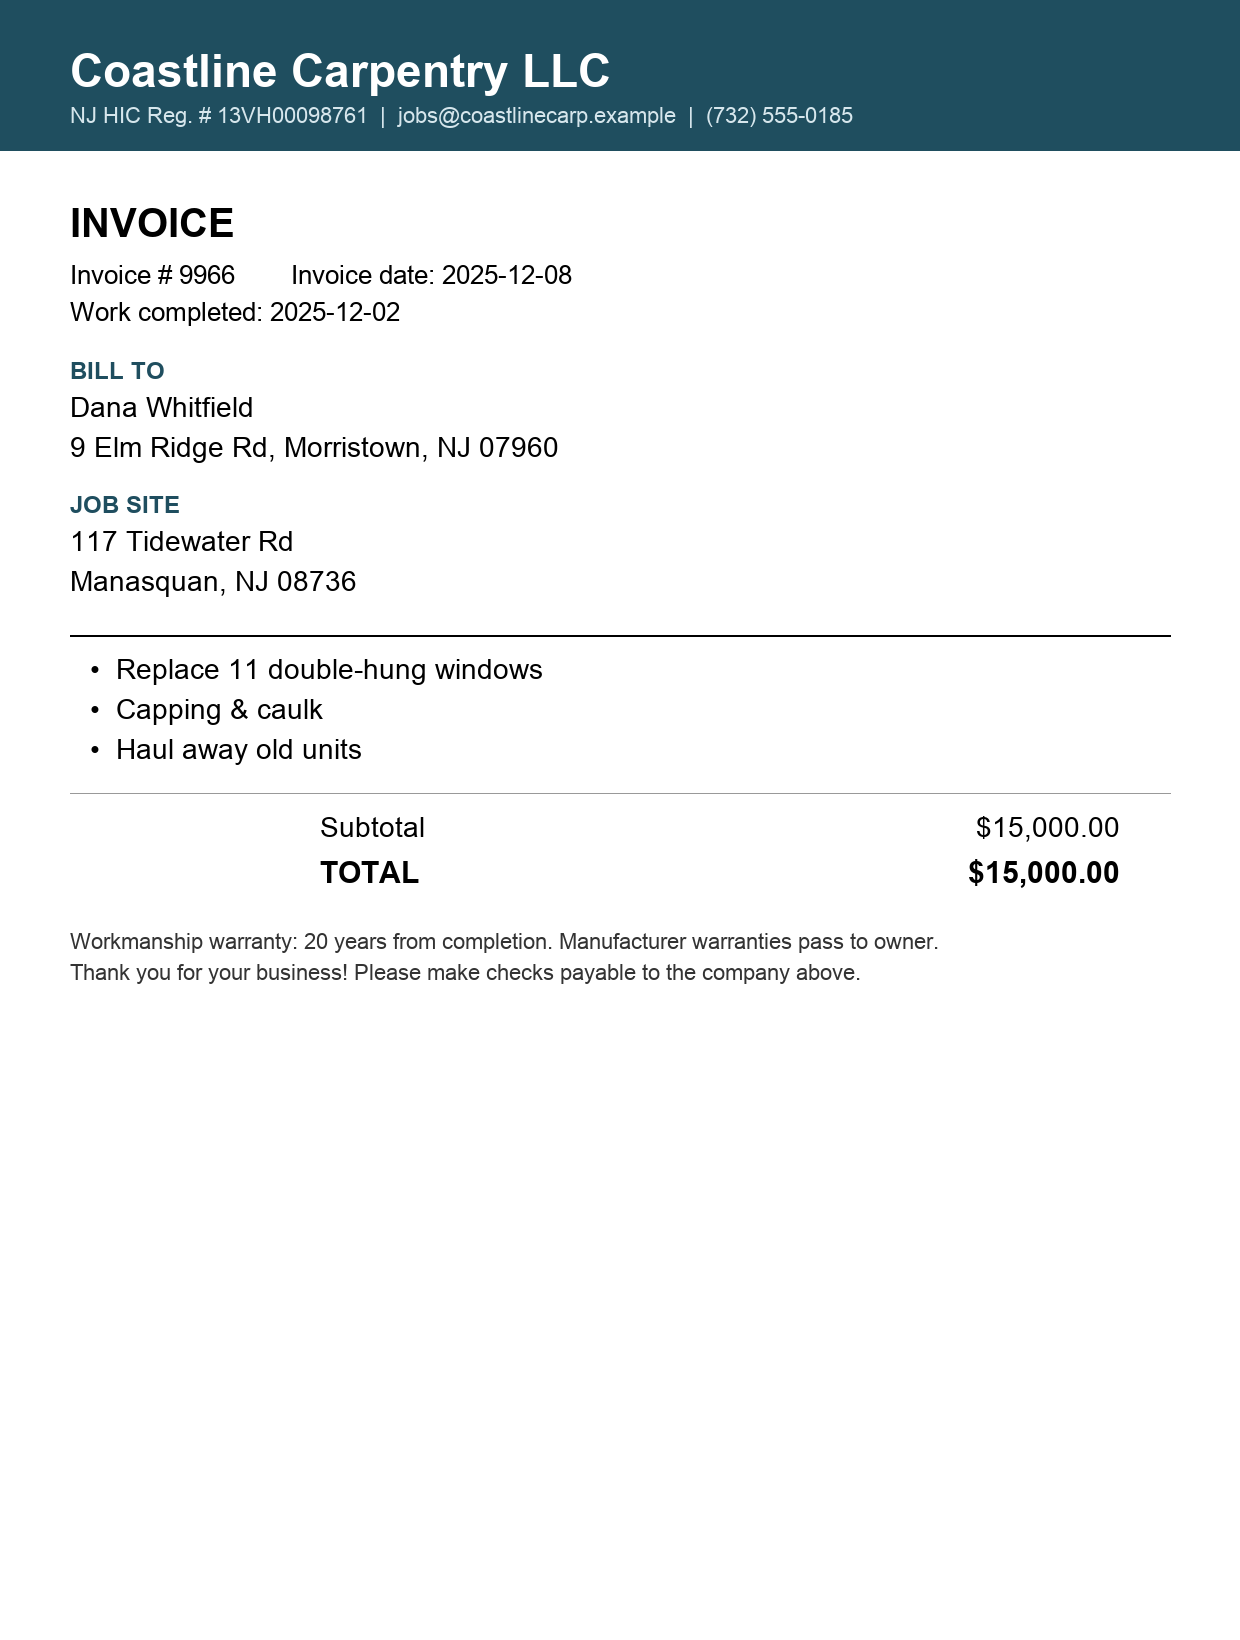 Coastline Carpentry LLC
NJ HIC Reg. # 13VH00098761 | jobs@coastlinecarp.example | (732) 555-0185
INVOICE
Invoice # 9966 Invoice date: 2025-12-08
Work completed: 2025-12-02
BILL TO
Dana Whitfield
9 Elm Ridge Rd, Morristown, NJ 07960
JOB SITE
117 Tidewater Rd
Manasquan, NJ 08736
• Replace 11 double-hung windows
• Capping & caulk
• Haul away old units
Subtotal $15,000.00
TOTAL $15,000.00
Workmanship warranty: 20 years from completion. Manufacturer warranties pass to owner.
Thank you for your business! Please make checks payable to the company above.